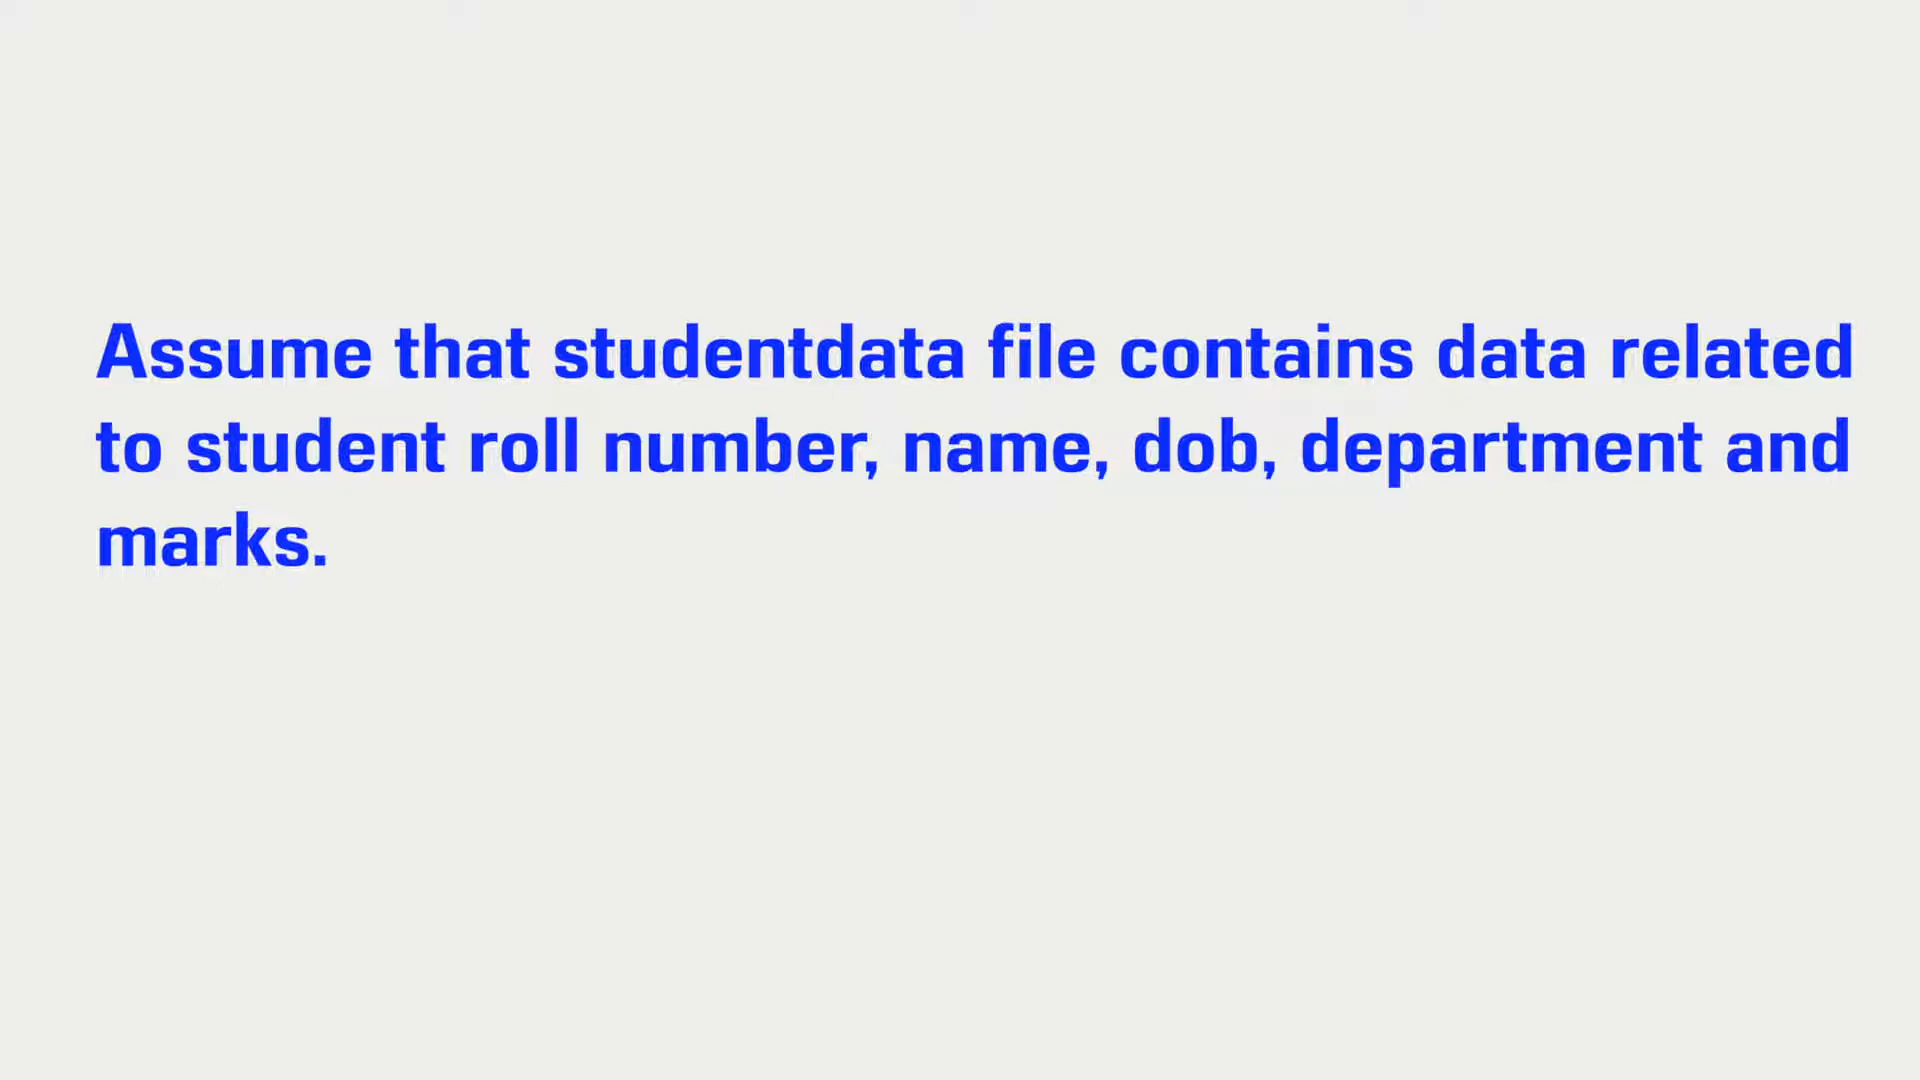 Assume that studentdata file contains data related
to student roll number, name, dob, department and
marks.